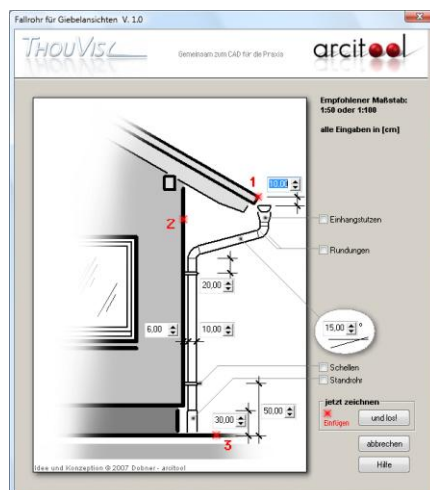 Fallrohr für Giebelansichten V. 1.0
THOUVIS
Gemeinsam zum CAD für die Praxis
arcitool
Empfohlener Maßstab:
1:50 oder 1:100
alle Eingaben in [cm]
1
10,00
2
Einhangstutzen
Rundungen
20,00
15,00 °
6,00
10,00
Schellen
Standrohr
50,00
30,00
jetzt zeichnen
Einfügen
und los!
3
abbrechen
Hilfe
Idee und Konzeption © 2007 Dobner - arcitool